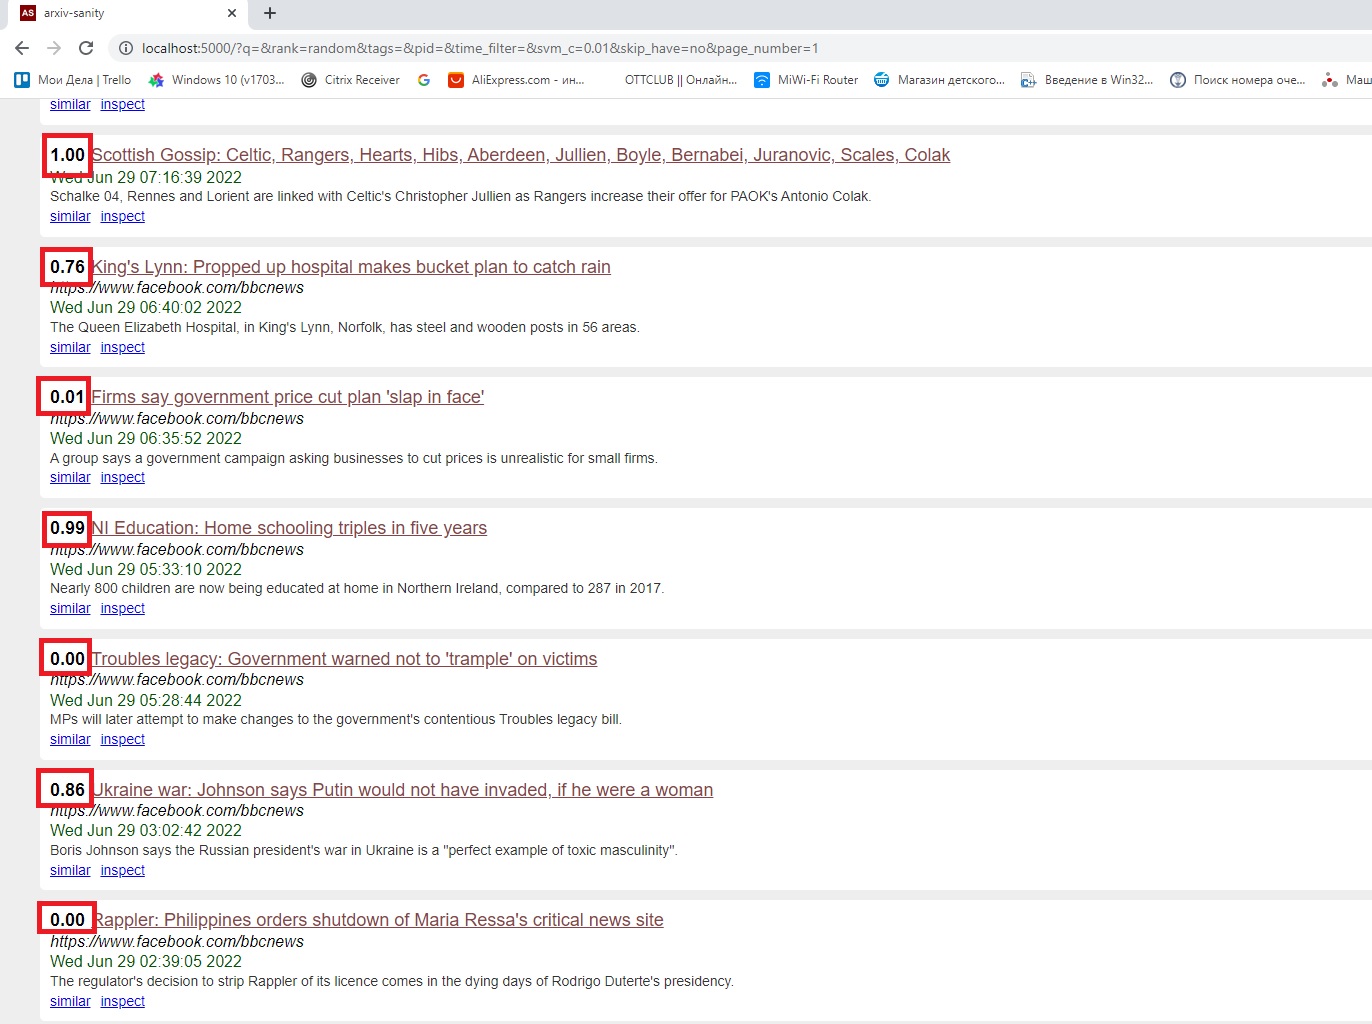 AS arxiv-sanity
localhost:5000/?q=&rank=random&tags=&pid=&time_filter=&svm_c=0.01&skip_have=no&page_number=1
Мои Дела | Trello Windows 10 (v1703... Citrix Receiver G AliExpress.com - ин... OTTCLUB || Онлайн... MiWi-Fi Router Магазин детского... Введение в Win32... Поиск номера оче... Маш
similar inspect
1.00 Scottish Gossip: Celtic, Rangers, Hearts, Hibs, Aberdeen, Jullien, Boyle, Bernabei, Juranovic, Scales, Colak
Wed Jun 29 07:16:39 2022
Schalke 04, Rennes and Lorient are linked with Celtic's Christopher Jullien as Rangers increase their offer for PAOK's Antonio Colak.
similar inspect
0.76 King's Lynn: Propped up hospital makes bucket plan to catch rain
https://www.facebook.com/bbcnews
Wed Jun 29 06:40:02 2022
The Queen Elizabeth Hospital, in King's Lynn, Norfolk, has steel and wooden posts in 56 areas.
similar inspect
0.01 Firms say government price cut plan 'slap in face'
https://www.facebook.com/bbcnews
Wed Jun 29 06:35:52 2022
A group says a government campaign asking businesses to cut prices is unrealistic for small firms.
similar inspect
0.99 NI Education: Home schooling triples in five years
https://www.facebook.com/bbcnews
Wed Jun 29 05:33:10 2022
Nearly 800 children are now being educated at home in Northern Ireland, compared to 287 in 2017.
similar inspect
0.00 Troubles legacy: Government warned not to 'trample' on victims
https://www.facebook.com/bbcnews
Wed Jun 29 05:28:44 2022
MPs will later attempt to make changes to the government's contentious Troubles legacy bill.
similar inspect
0.86 Ukraine war: Johnson says Putin would not have invaded, if he were a woman
https://www.facebook.com/bbcnews
Wed Jun 29 03:02:42 2022
Boris Johnson says the Russian president's war in Ukraine is a "perfect example of toxic masculinity".
similar inspect
0.00 Rappler: Philippines orders shutdown of Maria Ressa's critical news site
https://www.facebook.com/bbcnews
Wed Jun 29 02:39:05 2022
The regulator's decision to strip Rappler of its licence comes in the dying days of Rodrigo Duterte's presidency.
similar inspect